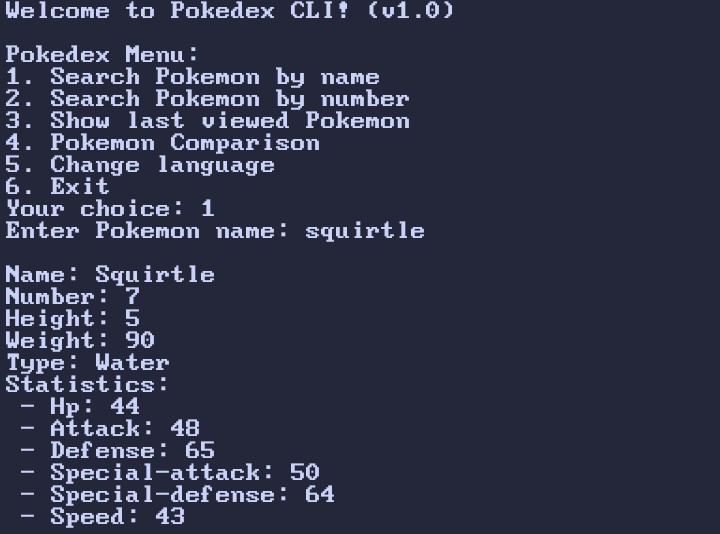 Welcome to Pokedex CLI! (v1.0)
Pokedex Menu:
1. Search Pokemon by name
2. Search Pokemon by number
3. Show last viewed Pokemon
4. Pokemon Comparison
5. Change language
6. Exit
Your choice: 1
Enter Pokemon name: squirtle
Name: Squirtle
Number: 7
Height: 5
Weight: 90
Type: Water
Statistics:
- Hp: 44
- Attack: 48
- Defense: 65
- Special-attack: 50
- Special-defense: 64
- Speed: 43